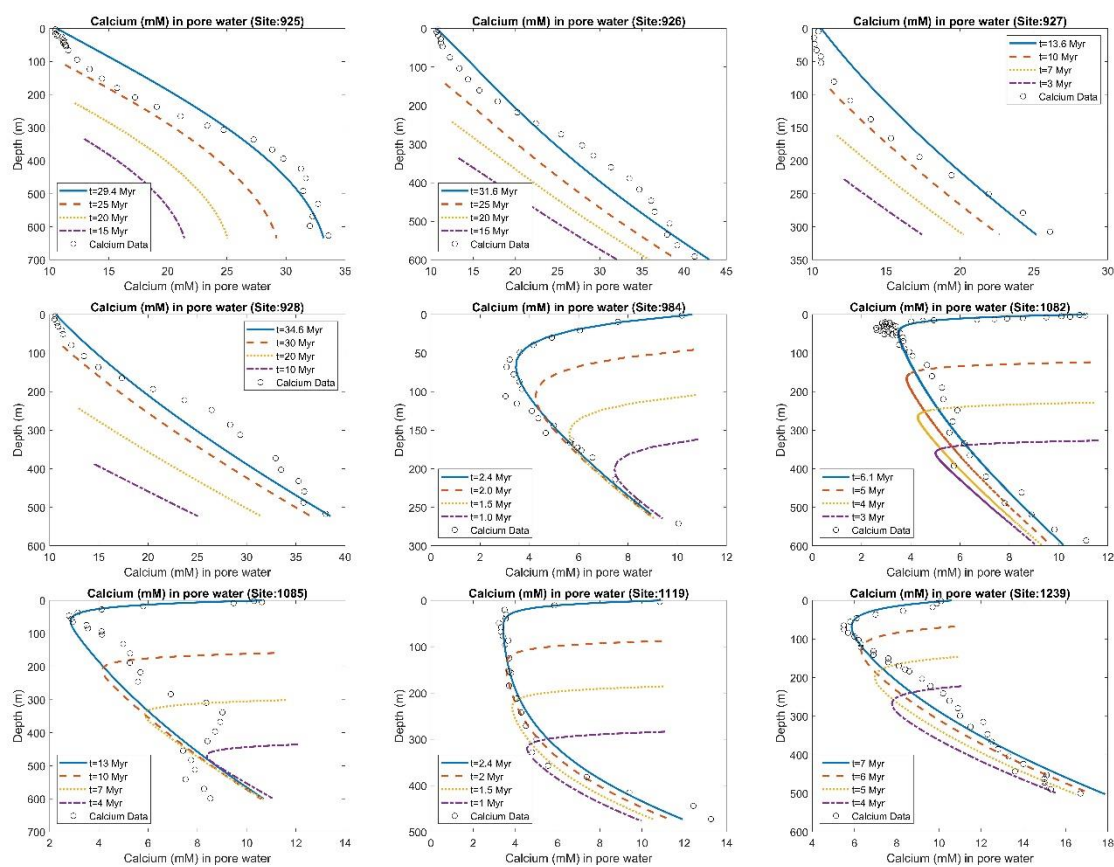 Calcium (mM) in pore water (Site:925)
0
100
200
300
400
500
600
700
Depth (m)
t=29.4 Myr
t=25 Myr
t=20 Myr
t=15 Myr
Calcium Data
10 15 20 25 30 35
Calcium (mM) in pore water
Calcium (mM) in pore water (Site:926)
0
100
200
300
400
500
600
Depth (m)
t=31.6 Myr
t=25 Myr
t=20 Myr
t=15 Myr
Calcium Data
10 15 20 25 30 35 40 45
Calcium (mM) in pore water
Calcium (mM) in pore water (Site:927)
0
50
100
150
200
250
300
350
Depth (m)
t=13.6 Myr
t=10 Myr
t=7 Myr
t=3 Myr
Calcium Data
10 15 20 25 30
Calcium (mM) in pore water
Calcium (mM) in pore water (Site:928)
0
100
200
300
400
500
600
Depth (m)
t=34.6 Myr
t=30 Myr
t=20 Myr
t=10 Myr
Calcium Data
10 15 20 25 30 35 40
Calcium (mM) in pore water
Calcium (mM) in pore water (Site:984)
0
50
100
150
200
250
300
Depth (m)
t=2.4 Myr
t=2.0 Myr
t=1.5 Myr
t=1.0 Myr
Calcium Data
0 2 4 6 8 10 12
Calcium (mM) in pore water
Calcium (mM) in pore water (Site:1082)
0
100
200
300
400
500
600
Depth (m)
t=6.1 Myr
t=5 Myr
t=4 Myr
t=3 Myr
Calcium Data
0 2 4 6 8 10 12
Calcium (mM) in pore water
Calcium (mM) in pore water (Site:1085)
0
100
200
300
400
500
600
700
Depth (m)
t=13 Myr
t=10 Myr
t=7 Myr
t=4 Myr
Calcium Data
2 4 6 8 10 12 14
Calcium (mM) in pore water
Calcium (mM) in pore water (Site:1119)
0
100
200
300
400
500
Depth (m)
t=2.4 Myr
t=2 Myr
t=1.5 Myr
t=1 Myr
Calcium Data
0 2 4 6 8 10 12 14
Calcium (mM) in pore water
Calcium (mM) in pore water (Site:1239)
0
100
200
300
400
500
600
Depth (m)
t=7 Myr
t=6 Myr
t=5 Myr
t=4 Myr
Calcium Data
4 6 8 10 12 14 16 18
Calcium (mM) in pore water